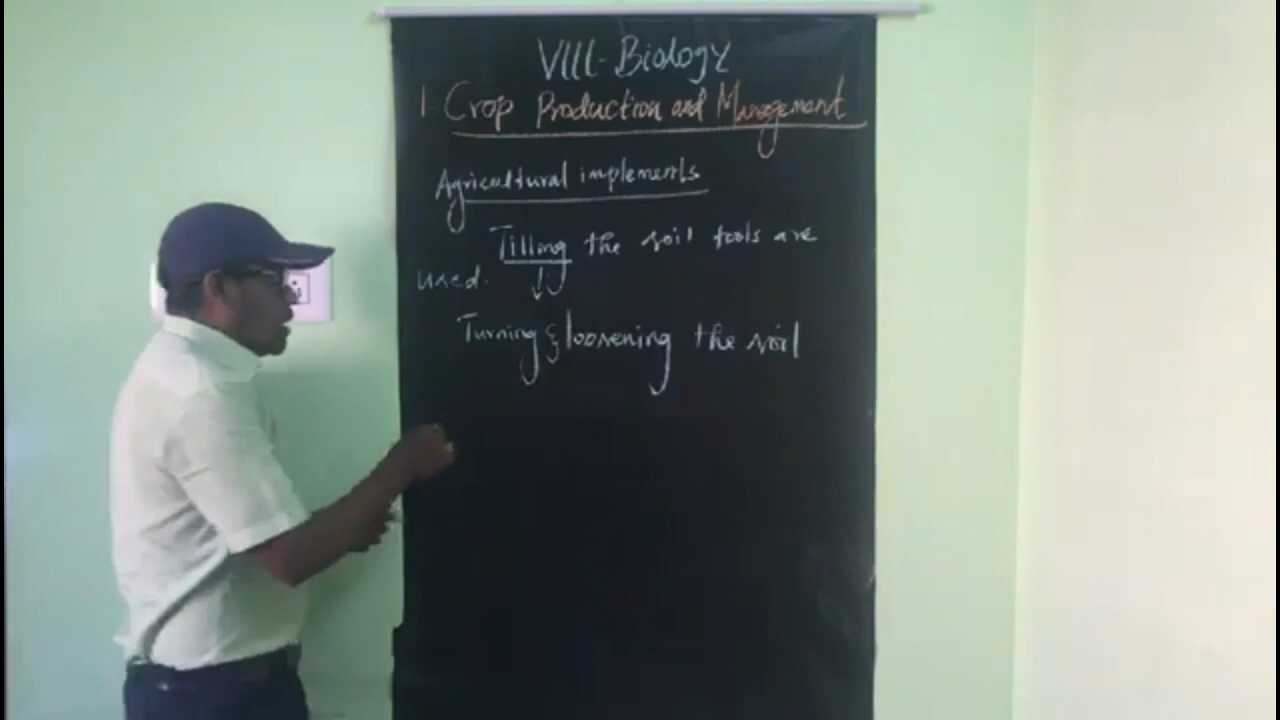 VIII-Biology
1. Crop Production and Management
Agricultural implements
Tilling the soil tools are
used.
Turning & loosening the soil